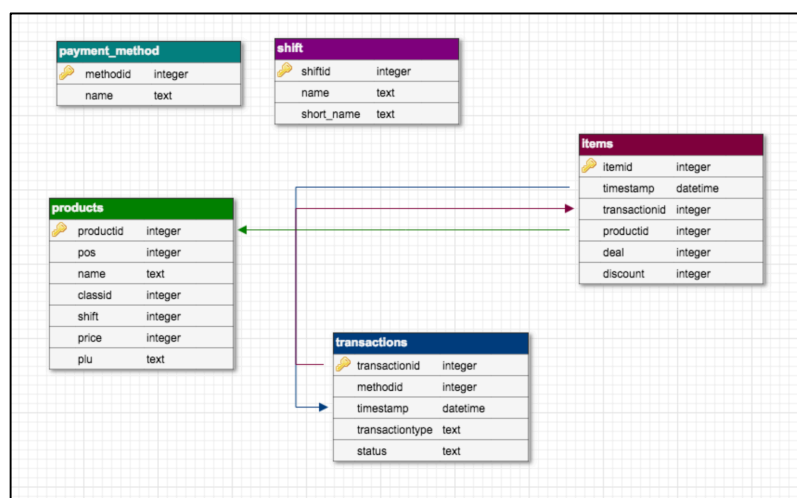 payment_method
methodid integer
name text
shift
shiftid integer
name text
short_name text
items
itemid integer
timestamp datetime
transactionid integer
productid integer
deal integer
discount integer
products
productid integer
pos integer
name text
classid integer
shift integer
price integer
plu text
transactions
transactionid integer
methodid integer
timestamp datetime
transactiontype text
status text